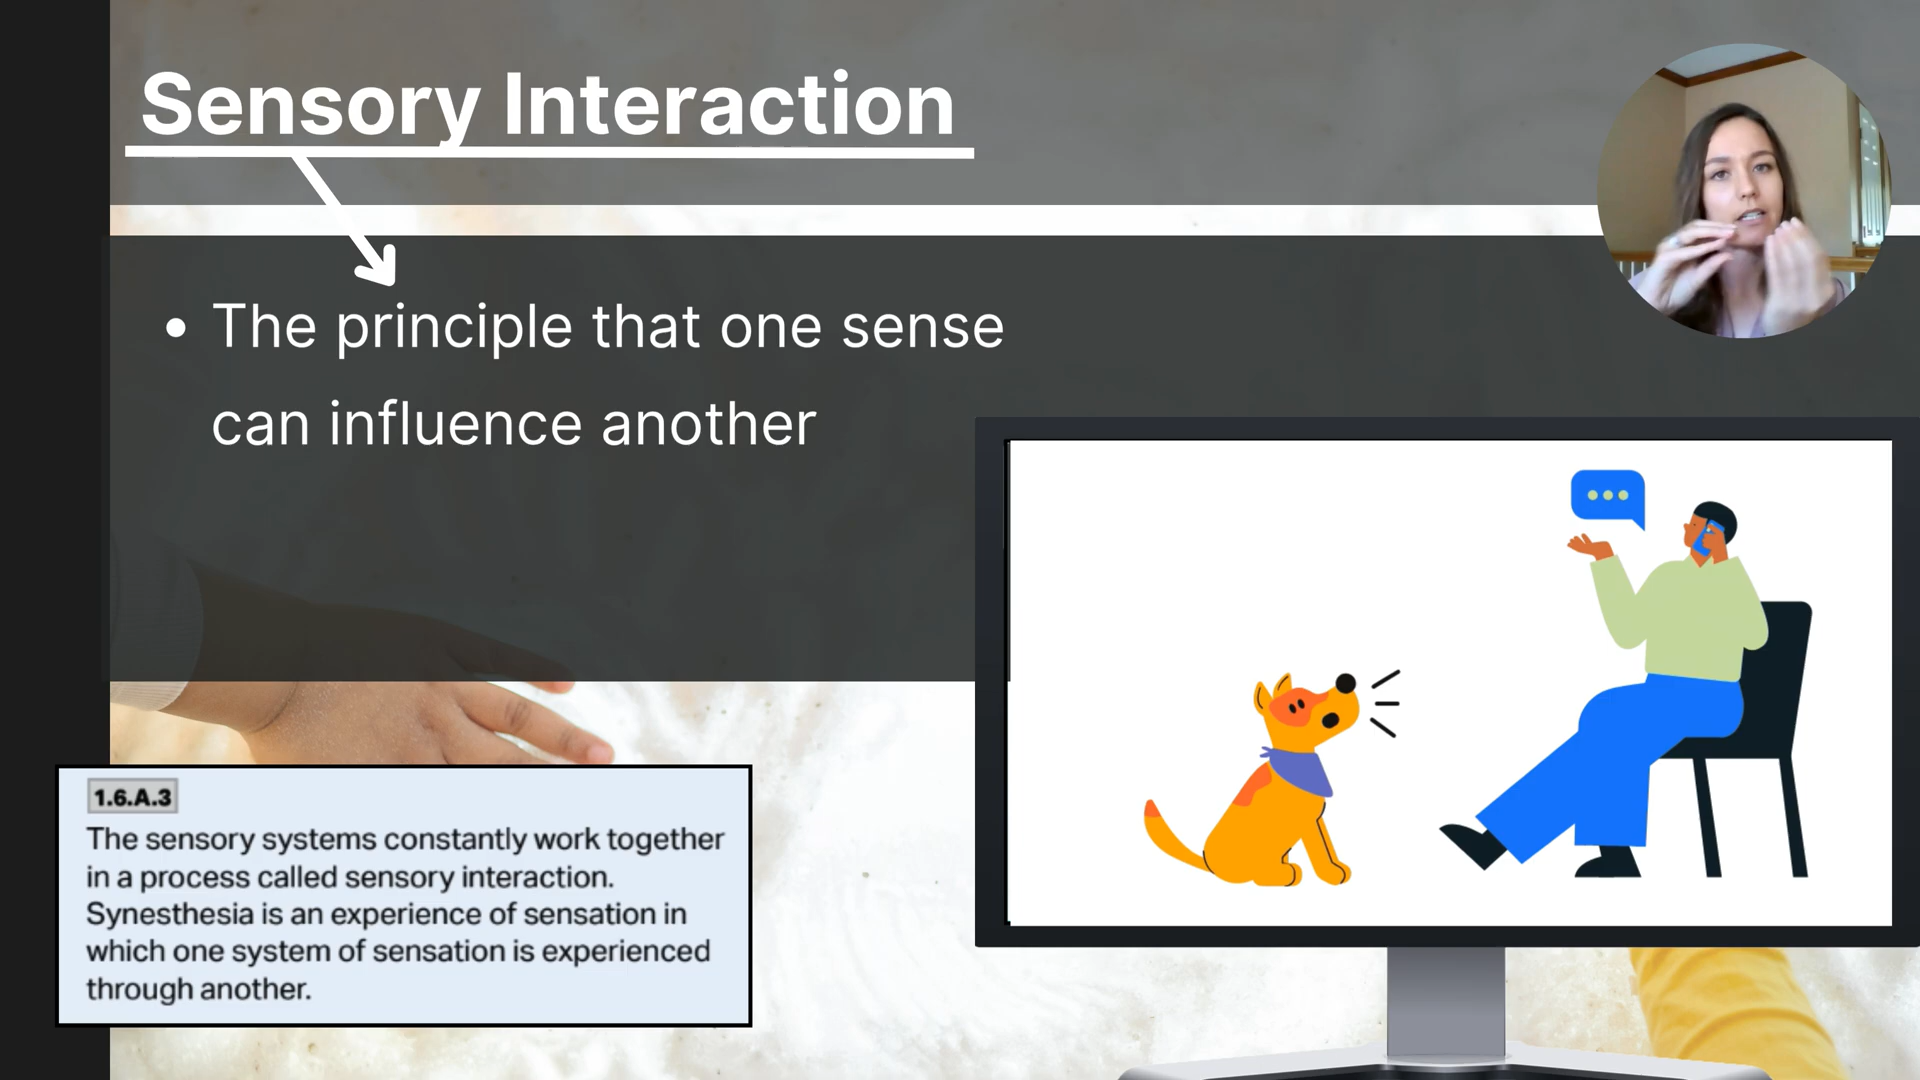 Sensory Interaction
• The principle that one sense
can influence another
1.6.A.3
The sensory systems constantly work together
in a process called sensory interaction.
Synesthesia is an experience of sensation in
which one system of sensation is experienced
through another.